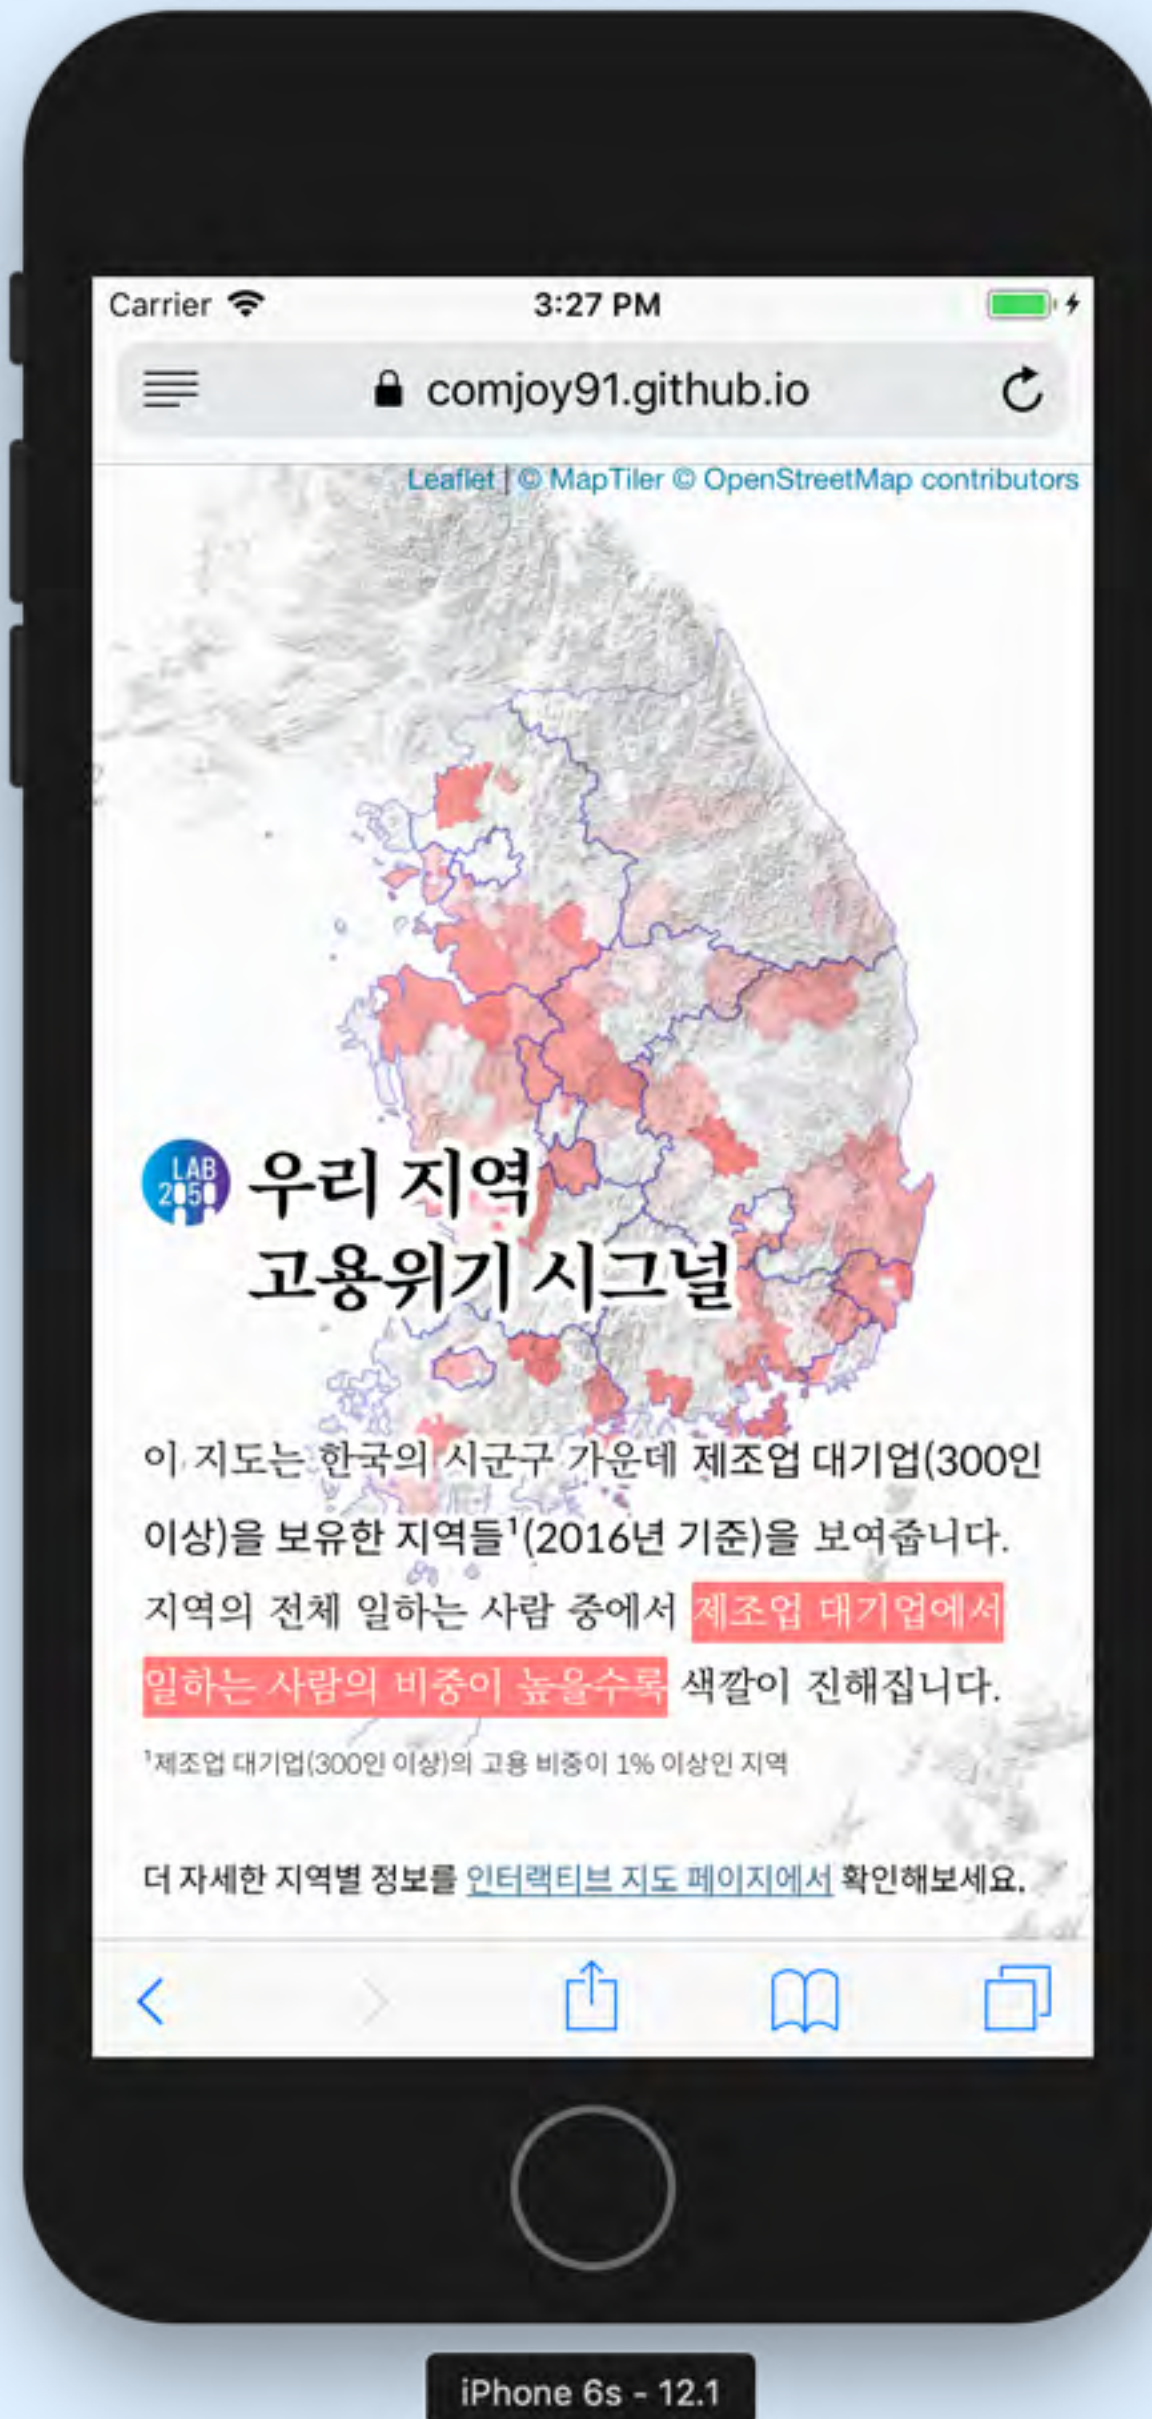 Carrier 3:27 PM
comjoy91.github.io
Leaflet | © MapTiler © OpenStreetMap contributors
LAB
2050
우리 지역
고용위기 시그널
이 지도는 한국의 시군구 가운데 제조업 대기업(300인
이상)을 보유한 지역들¹(2016년 기준)을 보여줍니다.
지역의 전체 일하는 사람 중에서 제조업 대기업에서
일하는 사람의 비중이 높을수록 색깔이 진해집니다.
¹제조업 대기업(300인 이상)의 고용 비중이 1% 이상인 지역
더 자세한 지역별 정보를 인터랙티브 지도 페이지에서 확인해보세요.
iPhone 6s - 12.1